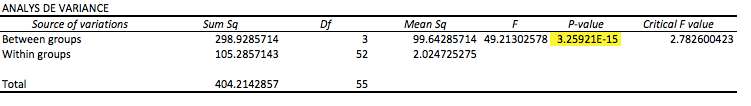 ANALYS DE VARIANCE
Source of variations Sum Sq Df Mean Sq F P-value Critical F value
Between groups 298.9285714 3 99.64285714 49.21302578 3.25921E-15 2.782600423
Within groups 105.2857143 52 2.024725275
Total 404.2142857 55